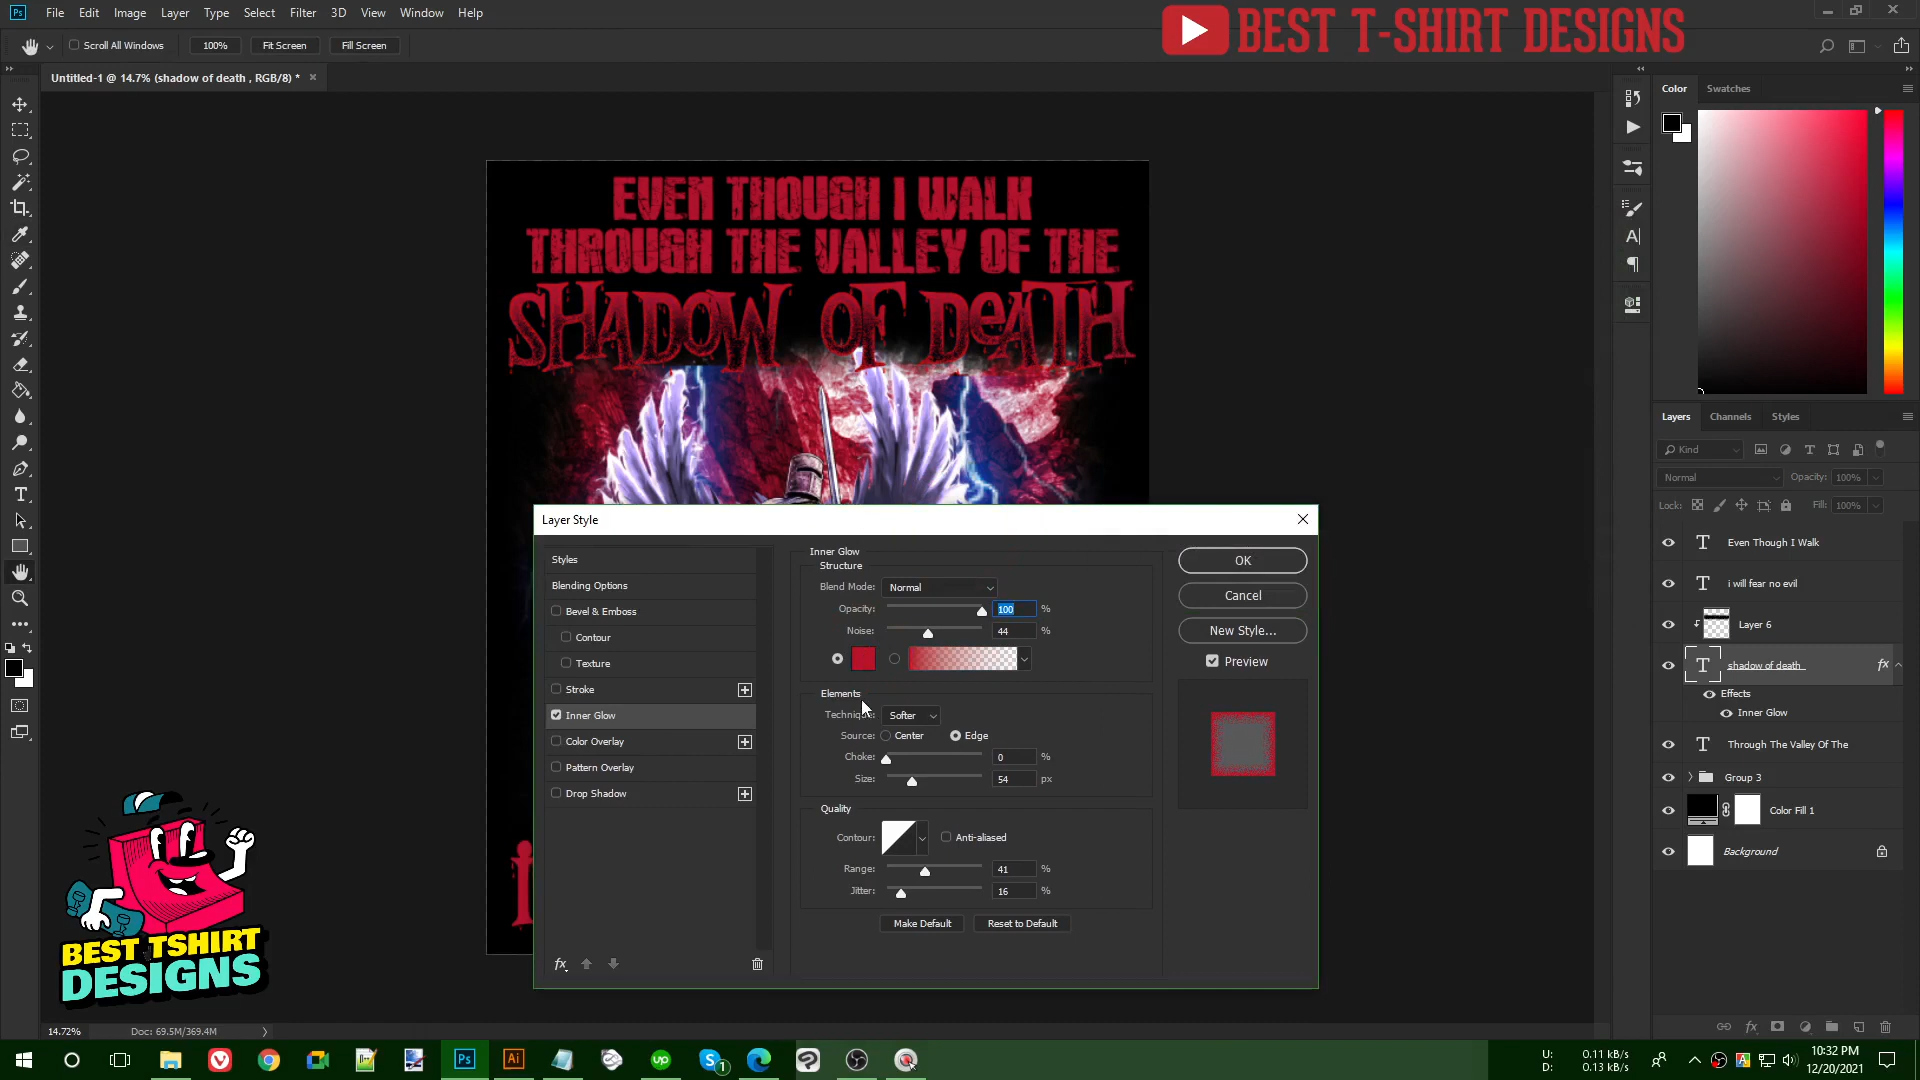 Ps File Edit Image Layer Type Select Filter 3D View Window Help
BEST T-SHIRT DESIGNS
Scroll All Windows 100% Fit Screen Fill Screen
Untitled-1 @ 14.7% (shadow of death , RGB/8) * ×
Color Swatches
EVEN THOUGH I WALK
THROUGH THE VALLEY OF THE
SHADOW OF DEATH
Layer Style
Styles
Blending Options
Bevel & Emboss
Contour
Texture
Stroke
Inner Glow
Color Overlay
Pattern Overlay
Drop Shadow
fx
Inner Glow
Structure
Blend Mode: Normal
Opacity: 100 %
Noise: 44 %
Elements
Technique: Softer
Source: Center Edge
Choke: 0 %
Size: 54 px
Quality
Contour: Anti-aliased
Range: 41 %
Jitter: 16 %
Make Default Reset to Default
OK
Cancel
New Style...
Preview
Layers Channels Styles
Kind
Normal Opacity: 100%
Lock: Fill: 100%
T Even Though I Walk
T i will fear no evil
Layer 6
T shadow of death fx
Effects
Inner Glow
T Through The Valley Of The
Group 3
Color Fill 1
Background
BEST TSHIRT
DESIGNS
14.72% Doc: 69.5M/369.4M
Ps Ai up S 1
U: 0.11 kB/s
D: 0.13 kB/s
10:32 PM
12/20/2021